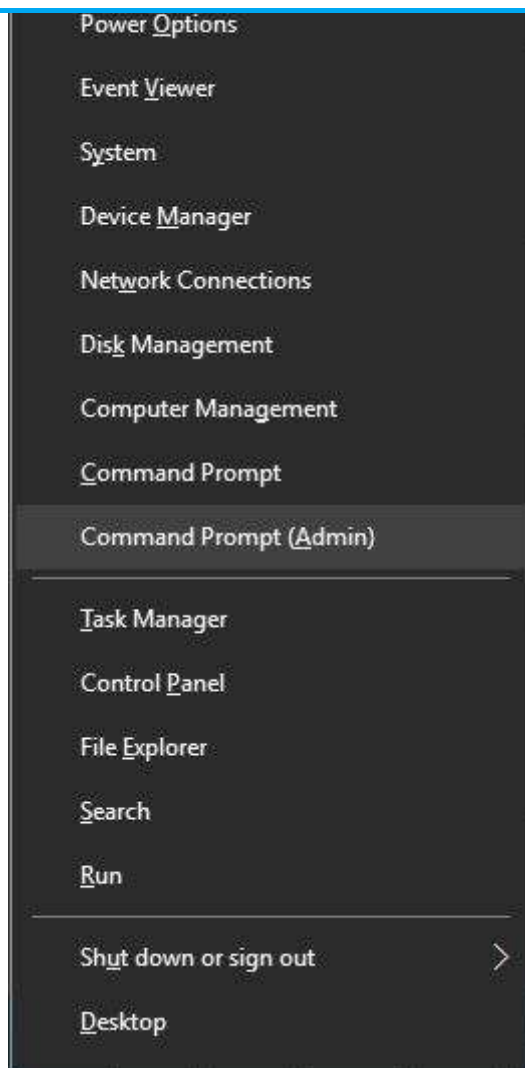 Power Options
Event Viewer
System
Device Manager
Network Connections
Disk Management
Computer Management
Command Prompt
Command Prompt (Admin)
Task Manager
Control Panel
File Explorer
Search
Run
Shut down or sign out
Desktop